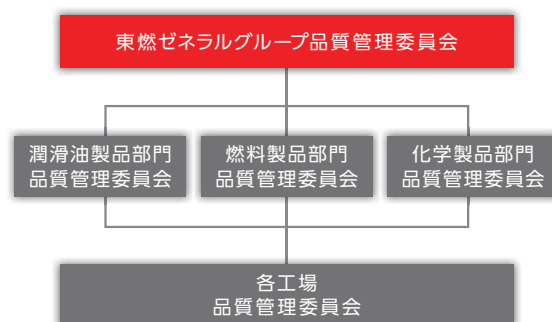 東燃ゼネラルグループ品質管理委員会
潤滑油製品部門
品質管理委員会
燃料製品部門
品質管理委員会
化学製品部門
品質管理委員会
各工場
品質管理委員会